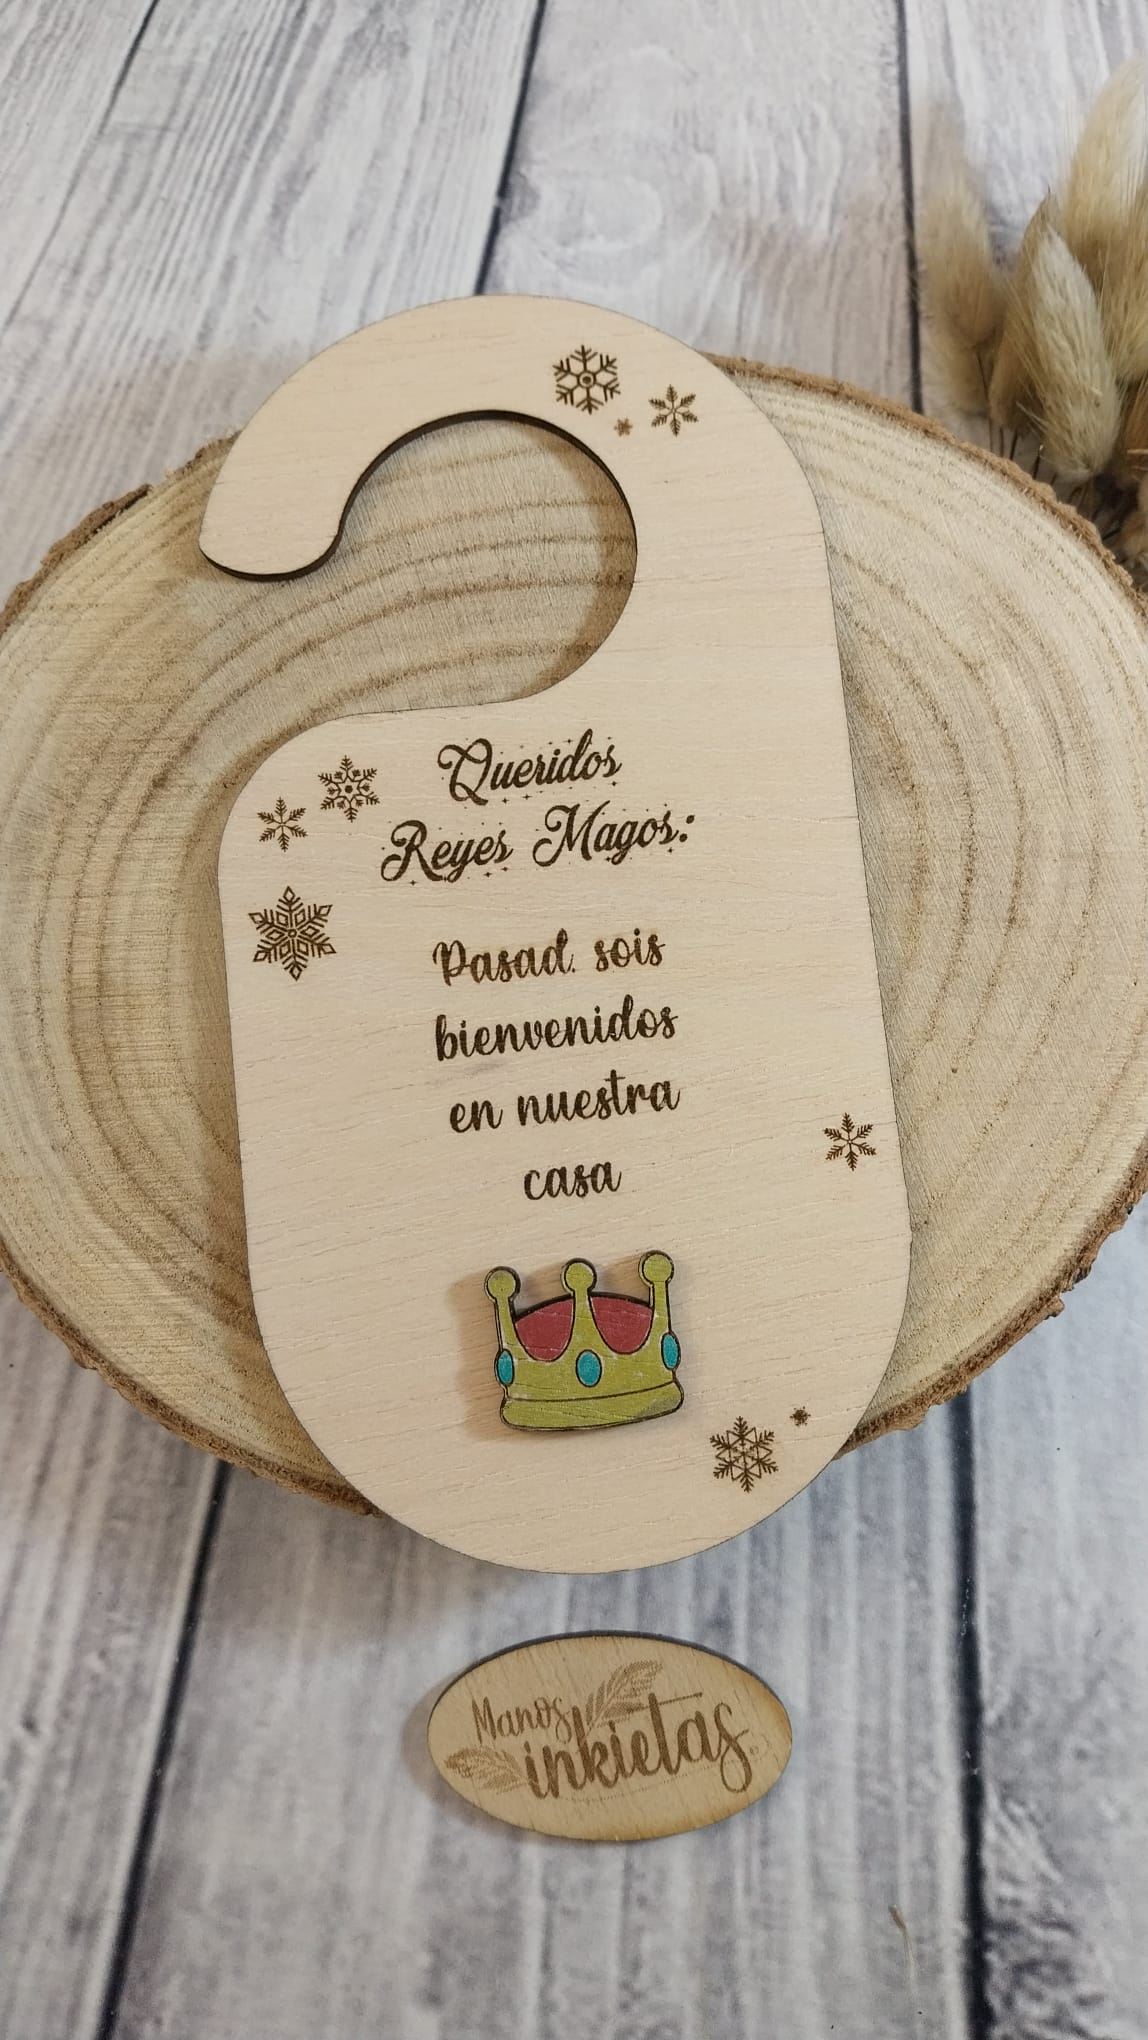 Queridos
Reyes Magos:
Pasad. sois
bienvenidos
en nuestra
casa
Manos
inkietas